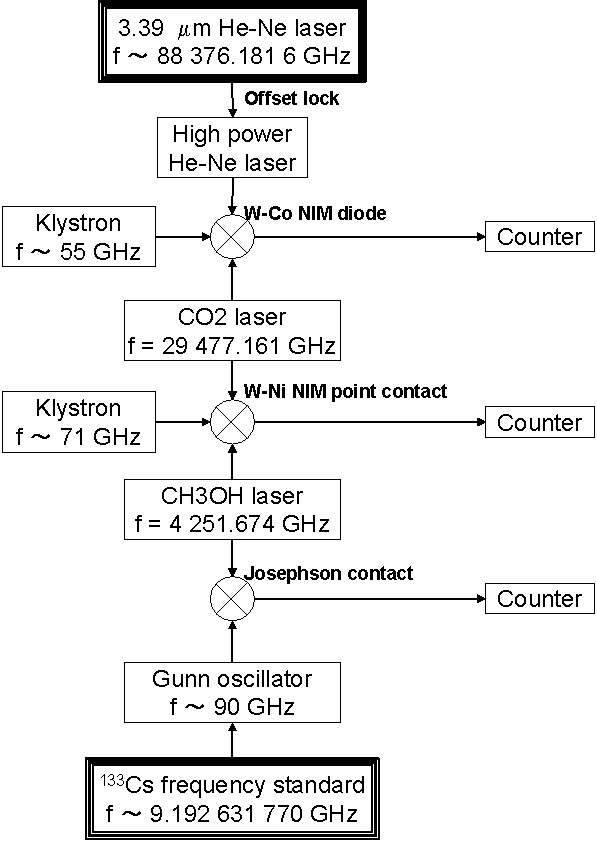 3.39 μm He-Ne laser
f ～ 88 376.181 6 GHz
Offset lock
High power
He-Ne laser
W-Co NIM diode
Klystron
f ～ 55 GHz
Counter
CO2 laser
f = 29 477.161 GHz
W-Ni NIM point contact
Klystron
f ～ 71 GHz
Counter
CH3OH laser
f = 4 251.674 GHz
Josephson contact
Counter
Gunn oscillator
f ～ 90 GHz
¹³³Cs frequency standard
f ～ 9.192 631 770 GHz